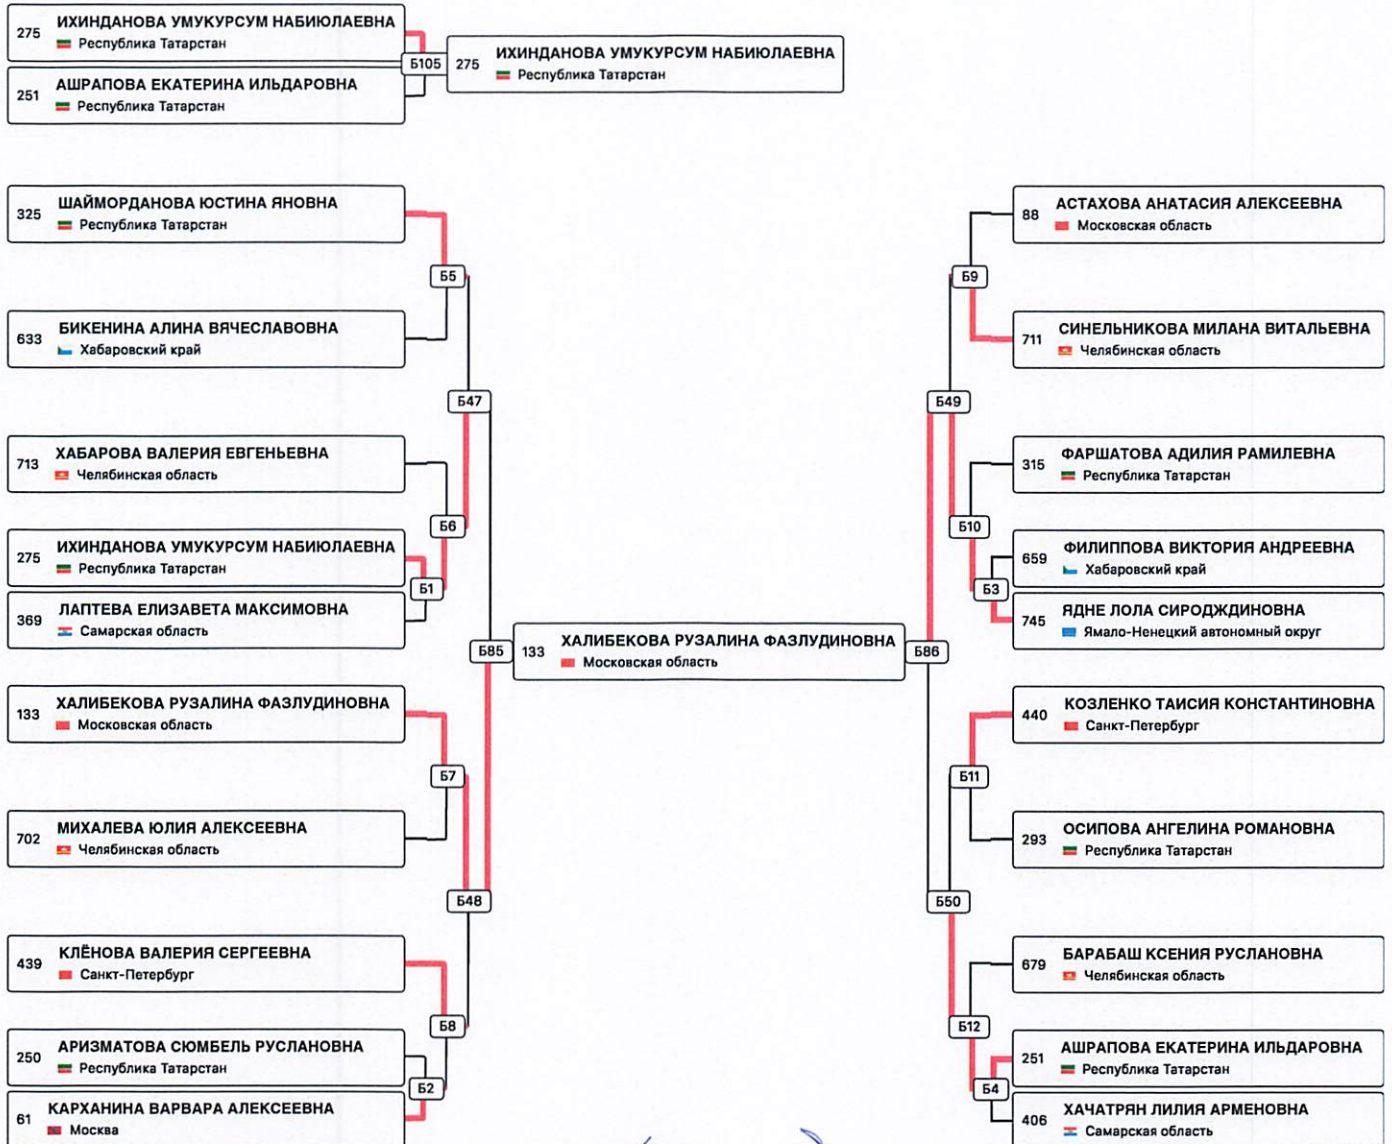 275 ИХИНДАНОВА УМУКУРСУМ НАБИЮЛАЕВНА
Республика Татарстан
251 АШРАПОВА ЕКАТЕРИНА ИЛЬДАРОВНА
Республика Татарстан
Б105
275 ИХИНДАНОВА УМУКУРСУМ НАБИЮЛАЕВНА
Республика Татарстан
325 ШАЙМОРДАНОВА ЮСТИНА ЯНОВНА
Республика Татарстан
Б5
633 БИКЕНИНА АЛИНА ВЯЧЕСЛАВОВНА
Хабаровский край
Б47
713 ХАБАРОВА ВАЛЕРИЯ ЕВГЕНЬЕВНА
Челябинская область
Б6
275 ИХИНДАНОВА УМУКУРСУМ НАБИЮЛАЕВНА
Республика Татарстан
Б1
369 ЛАПТЕВА ЕЛИЗАВЕТА МАКСИМОВНА
Самарская область
Б85
133 ХАЛИБЕКОВА РУЗАЛИНА ФАЗЛУДИНОВНА
Московская область
Б7
702 МИХАЛЕВА ЮЛИЯ АЛЕКСЕЕВНА
Челябинская область
Б48
439 КЛЁНОВА ВАЛЕРИЯ СЕРГЕЕВНА
Санкт-Петербург
Б8
250 АРИЗМАТОВА СЮМБЕЛЬ РУСЛАНОВНА
Республика Татарстан
Б2
61 КАРХАНИНА ВАРВАРА АЛЕКСЕЕВНА
Москва
133 ХАЛИБЕКОВА РУЗАЛИНА ФАЗЛУДИНОВНА
Московская область
Б86
88 АСТАХОВА АНАТАСИЯ АЛЕКСЕЕВНА
Московская область
Б9
711 СИНЕЛЬНИКОВА МИЛАНА ВИТАЛЬЕВНА
Челябинская область
Б49
315 ФАРШАТОВА АДИЛИЯ РАМИЛЕВНА
Республика Татарстан
Б10
659 ФИЛИППОВА ВИКТОРИЯ АНДРЕЕВНА
Хабаровский край
Б3
745 ЯДНЕ ЛОЛА СИРОДЖДИНОВНА
Ямало-Ненецкий автономный округ
440 КОЗЛЕНКО ТАИСИЯ КОНСТАНТИНОВНА
Санкт-Петербург
Б11
293 ОСИПОВА АНГЕЛИНА РОМАНОВНА
Республика Татарстан
Б50
679 БАРАБАШ КСЕНИЯ РУСЛАНОВНА
Челябинская область
Б12
251 АШРАПОВА ЕКАТЕРИНА ИЛЬДАРОВНА
Республика Татарстан
Б4
406 ХАЧАТРЯН ЛИЛИЯ АРМЕНОВНА
Самарская область